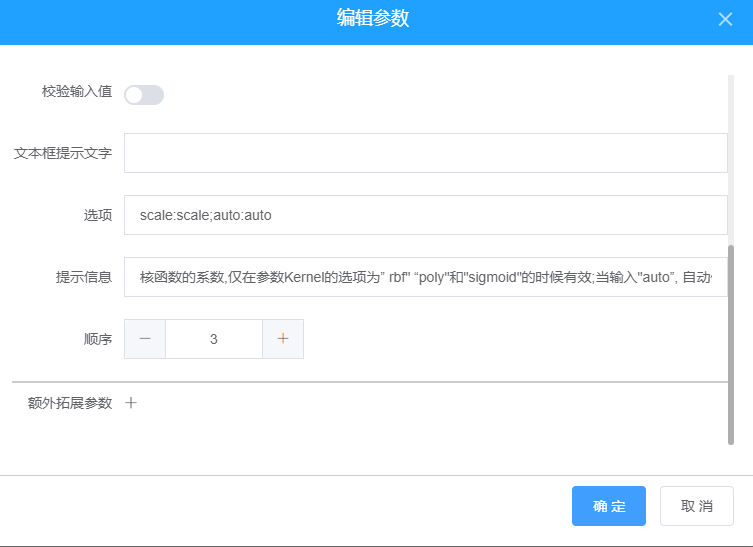 编辑参数
校验输入值
文本框提示文字
选项 scale:scale;auto:auto
提示信息 核函数的系数,仅在参数Kernel的选项为” rbf" “poly"和"sigmoid"的时候有效;当输入"auto”, 自动
顺序 3
额外拓展参数
确定 取消